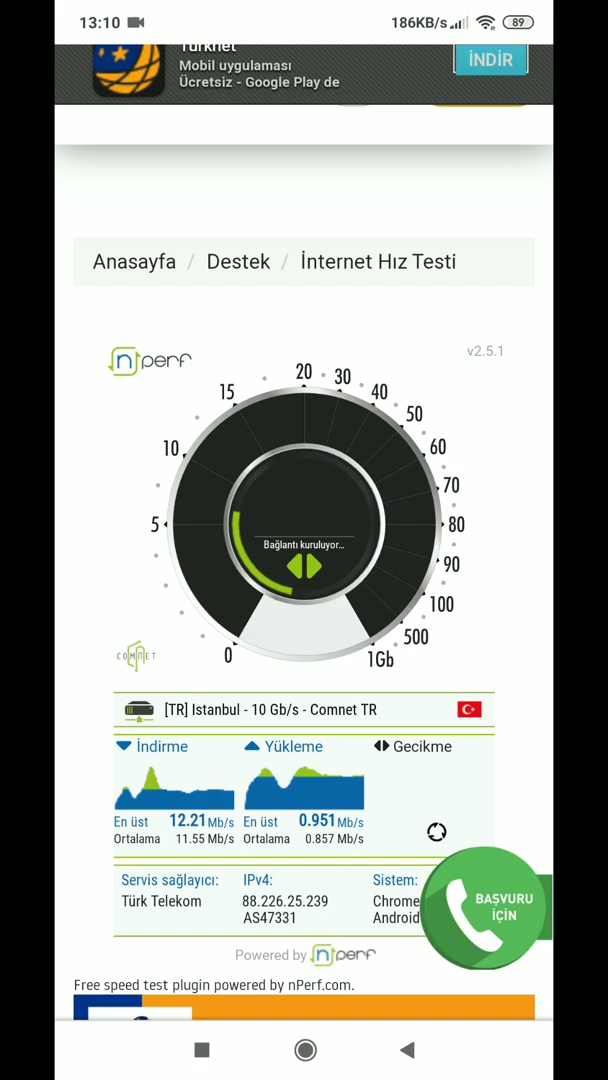 13:10
186KB/s
89
Türknet
Mobil uygulaması
Ücretsiz - Google Play de
İNDİR
Anasayfa / Destek / İnternet Hız Testi
nperf
v2.5.1
0
5
10
15
20
30
40
50
60
70
80
90
100
500
1Gb
Bağlantı kuruluyor...
COMNET
[TR] Istanbul - 10 Gb/s - Comnet TR
İndirme
Yükleme
Gecikme
En üst 12.21 Mb/s
En üst 0.951 Mb/s
Ortalama 11.55 Mb/s
Ortalama 0.857 Mb/s
Servis sağlayıcı:
Türk Telekom
IPv4:
88.226.25.239
AS47331
Sistem:
Chrome
Android
BAŞVURU
İÇİN
Powered by nperf
Free speed test plugin powered by nPerf.com.